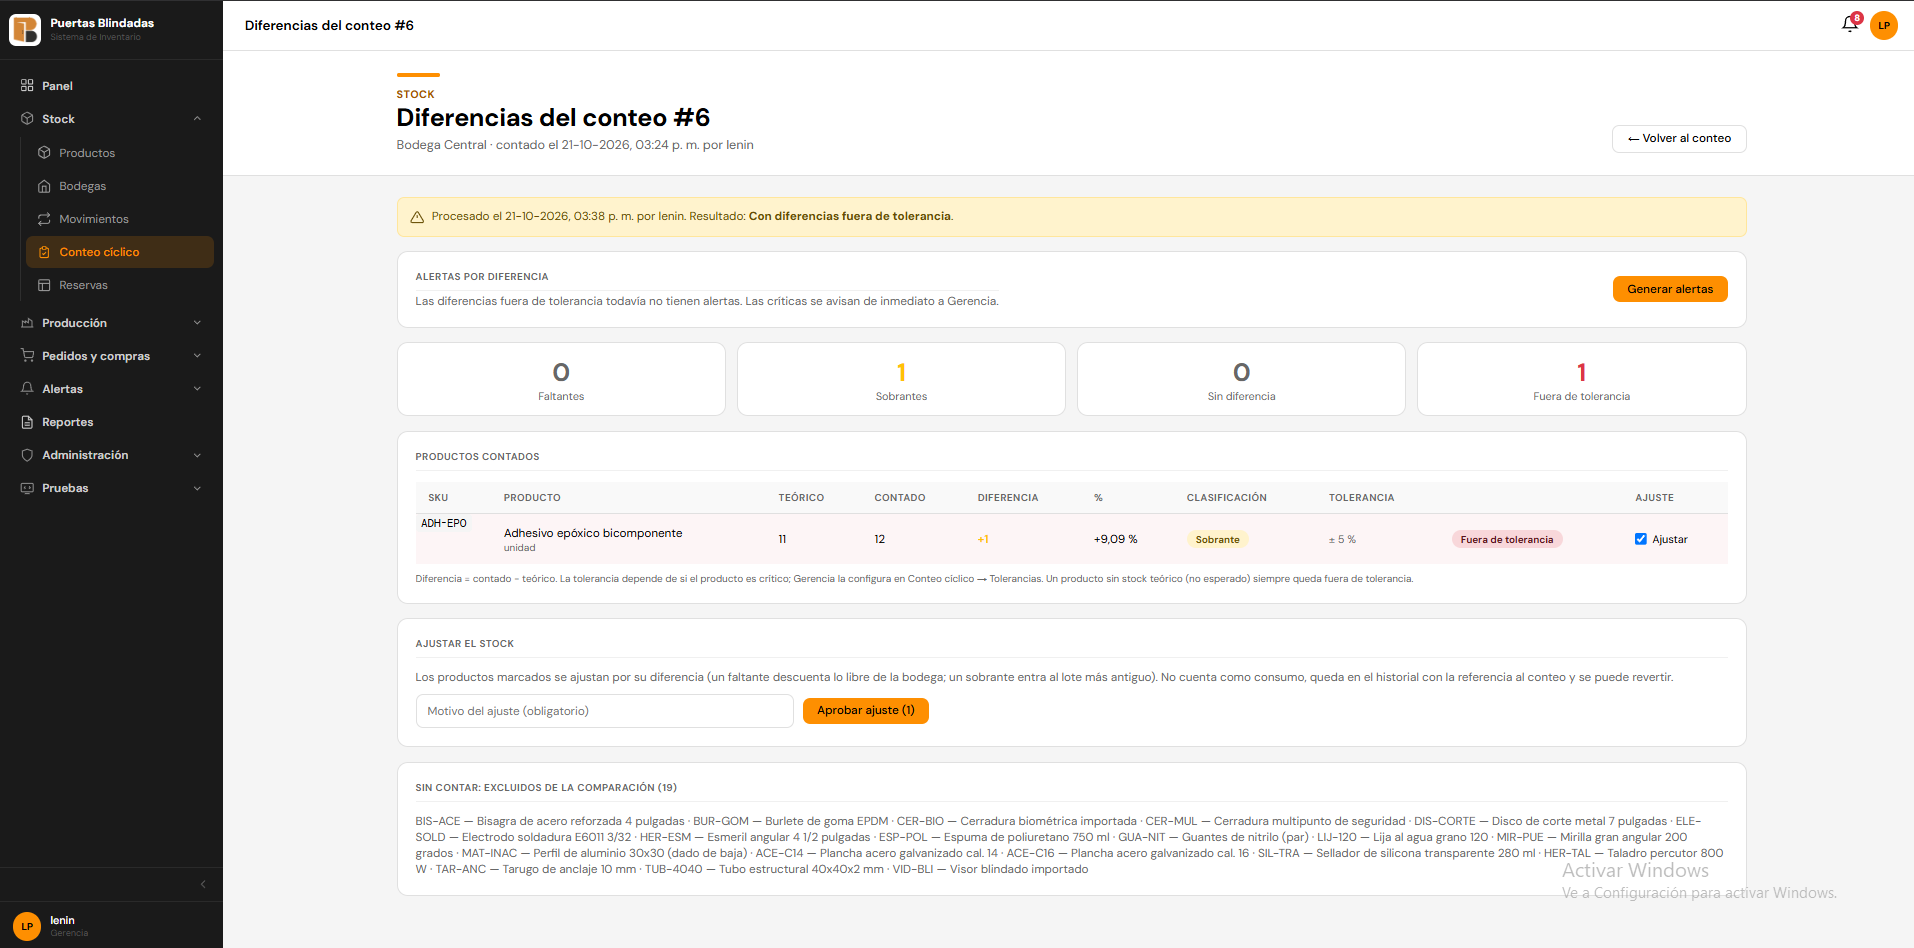 Puertas Blindadas
Sistema de Inventario
Diferencias del conteo #6
8
LP
Panel
Stock
Productos
Bodegas
Movimientos
Conteo cíclico
Reservas
Producción
Pedidos y compras
Alertas
Reportes
Administración
Pruebas
LP
lenin
Gerencia
STOCK
Diferencias del conteo #6
Bodega Central · contado el 21-10-2026, 03:24 p. m. por lenin
← Volver al conteo
Procesado el 21-10-2026, 03:38 p. m. por lenin. Resultado: Con diferencias fuera de tolerancia.
ALERTAS POR DIFERENCIA
Las diferencias fuera de tolerancia todavía no tienen alertas. Las críticas se avisan de inmediato a Gerencia.
Generar alertas
0
Faltantes
1
Sobrantes
0
Sin diferencia
1
Fuera de tolerancia
PRODUCTOS CONTADOS
SKU PRODUCTO TEÓRICO CONTADO DIFERENCIA % CLASIFICACIÓN TOLERANCIA AJUSTE
ADH-EPO Adhesivo epóxico bicomponente 11 12 +1 +9,09 % Sobrante ± 5 % Fuera de tolerancia Ajustar
unidad
Diferencia = contado − teórico. La tolerancia depende de si el producto es crítico; Gerencia la configura en Conteo cíclico → Tolerancias. Un producto sin stock teórico (no esperado) siempre queda fuera de tolerancia.
AJUSTAR EL STOCK
Los productos marcados se ajustan por su diferencia (un faltante descuenta lo libre de la bodega; un sobrante entra al lote más antiguo). No cuenta como consumo, queda en el historial con la referencia al conteo y se puede revertir.
Motivo del ajuste (obligatorio)
Aprobar ajuste (1)
SIN CONTAR: EXCLUIDOS DE LA COMPARACIÓN (19)
BIS-ACE — Bisagra de acero reforzada 4 pulgadas · BUR-GOM — Burlete de goma EPDM · CER-BIO — Cerradura biométrica importada · CER-MUL — Cerradura multipunto de seguridad · DIS-CORTE — Disco de corte metal 7 pulgadas · ELE-
SOLD — Electrodo soldadura E6011 3/32 · HER-ESM — Esmeril angular 4 1/2 pulgadas · ESP-POL — Espuma de poliuretano 750 ml · GUA-NIT — Guantes de nitrilo (par) · LIJ-120 — Lija al agua grano 120 · MIR-PUE — Mirilla gran angular 200
grados · MAT-INAC — Perfil de aluminio 30x30 (dado de baja) · ACE-C14 — Plancha acero galvanizado cal. 14 · ACE-C16 — Plancha acero galvanizado cal. 16 · SIL-TRA — Sellador de silicona transparente 280 ml · HER-TAL — Taladro percutor 800
W · TAR-ANC — Tarugo de anclaje 10 mm · TUB-4040 — Tubo estructural 40x40x2 mm · VID-BLI — Visor blindado importado
Activar Windows
Ve a Configuración para activar Windows.